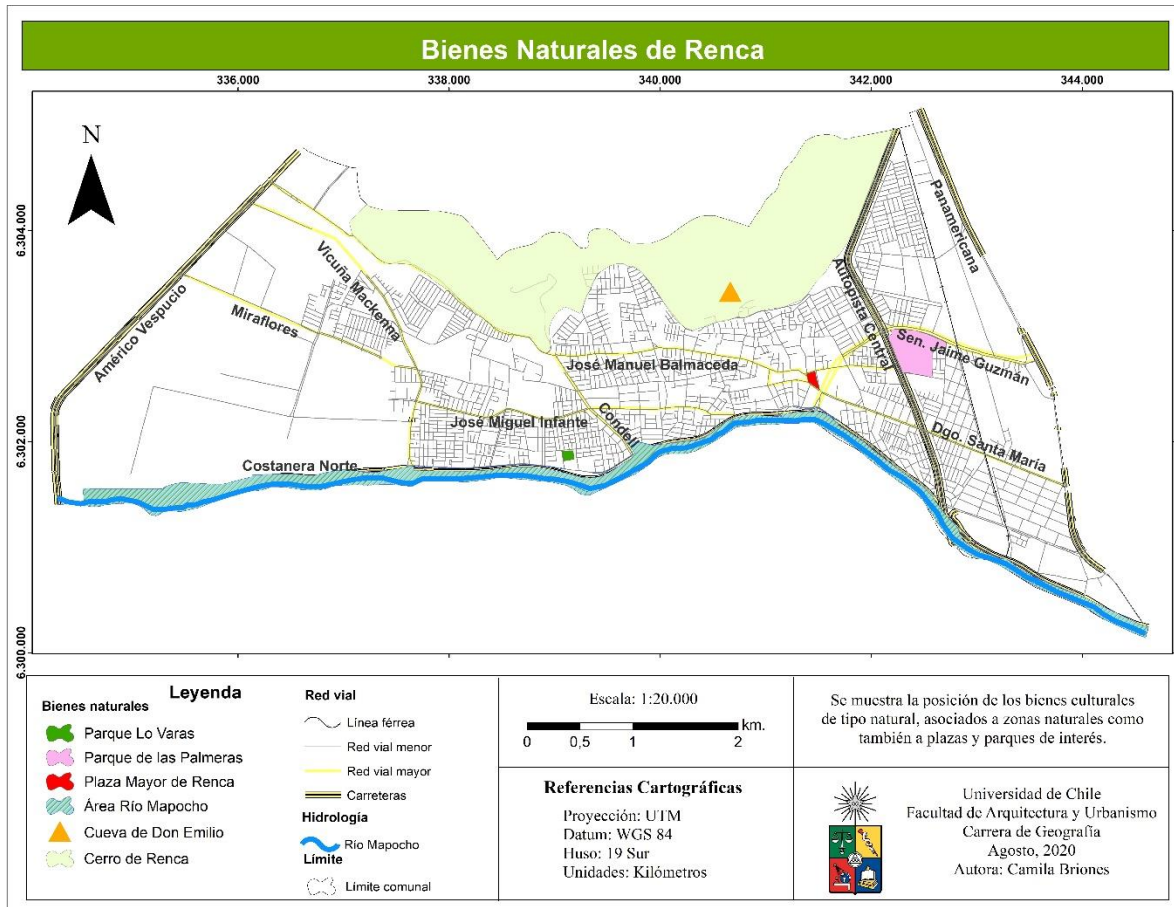 Bienes Naturales de Renca
336.000
338.000
340.000
342.000
344.000
6.304.000
6.302.000
6.300.000
N
Américo Vespucio
Miraflores
Vicuña Mackenna
José Manuel Balmaceda
José Miguel Infante
Condell
Costanera Norte
Autopista Central
Panamericana
Sen. Jaime Guzmán
Dgo. Santa María
Leyenda
Bienes naturales
Parque Lo Varas
Parque de las Palmeras
Plaza Mayor de Renca
Área Río Mapocho
Cueva de Don Emilio
Cerro de Renca
Red vial
Línea férrea
Red vial menor
Red vial mayor
Carreteras
Hidrología
Río Mapocho
Límite
Límite comunal
Escala: 1:20.000
0 0,5 1 2 km.
Referencias Cartográficas
Proyección: UTM
Datum: WGS 84
Huso: 19 Sur
Unidades: Kilómetros
Se muestra la posición de los bienes culturales
de tipo natural, asociados a zonas naturales como
también a plazas y parques de interés.
Universidad de Chile
Facultad de Arquitectura y Urbanismo
Carrera de Geografía
Agosto, 2020
Autora: Camila Briones